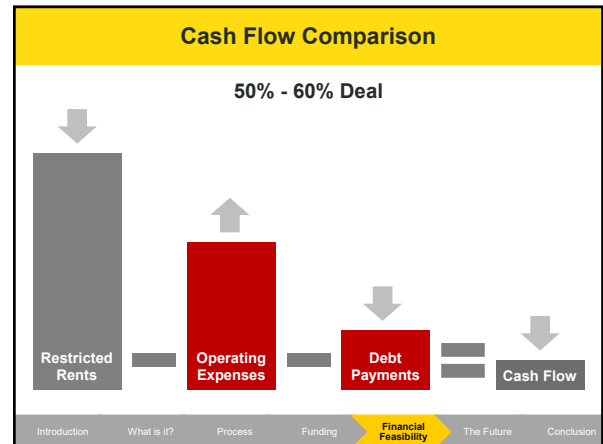 Cash Flow Comparison
50% - 60% Deal
Restricted
Rents
Operating
Expenses
Debt
Payments
Cash Flow
Introduction
What is it?
Process
Funding
Financial
Feasibility
The Future
Conclusion